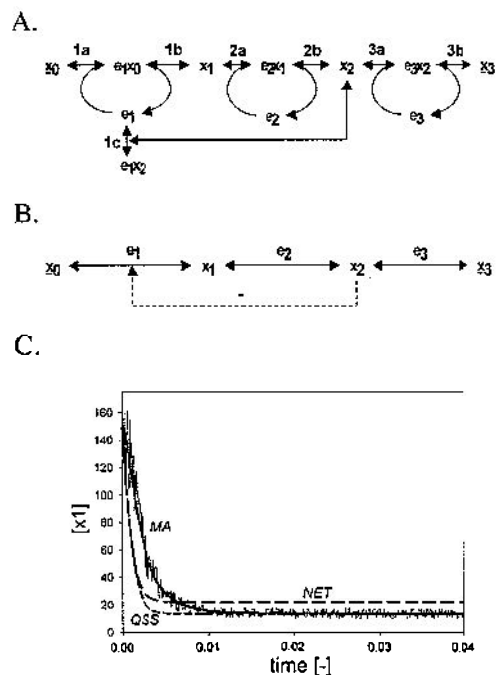 A.
1a 1b 2a 2b 3a 3b
x0 e1x0 x1 e2x1 x2 e3x2 x3
e1 e2 e3
1c
e1x2
B.
e1 e2 e3
x0 x1 x2 x3
-
C.
160
140
120
100
80
60
40
20
0
[x1]
MA
NET
QSS
0.00 0.01 0.02 0.03 0.04
time [-]